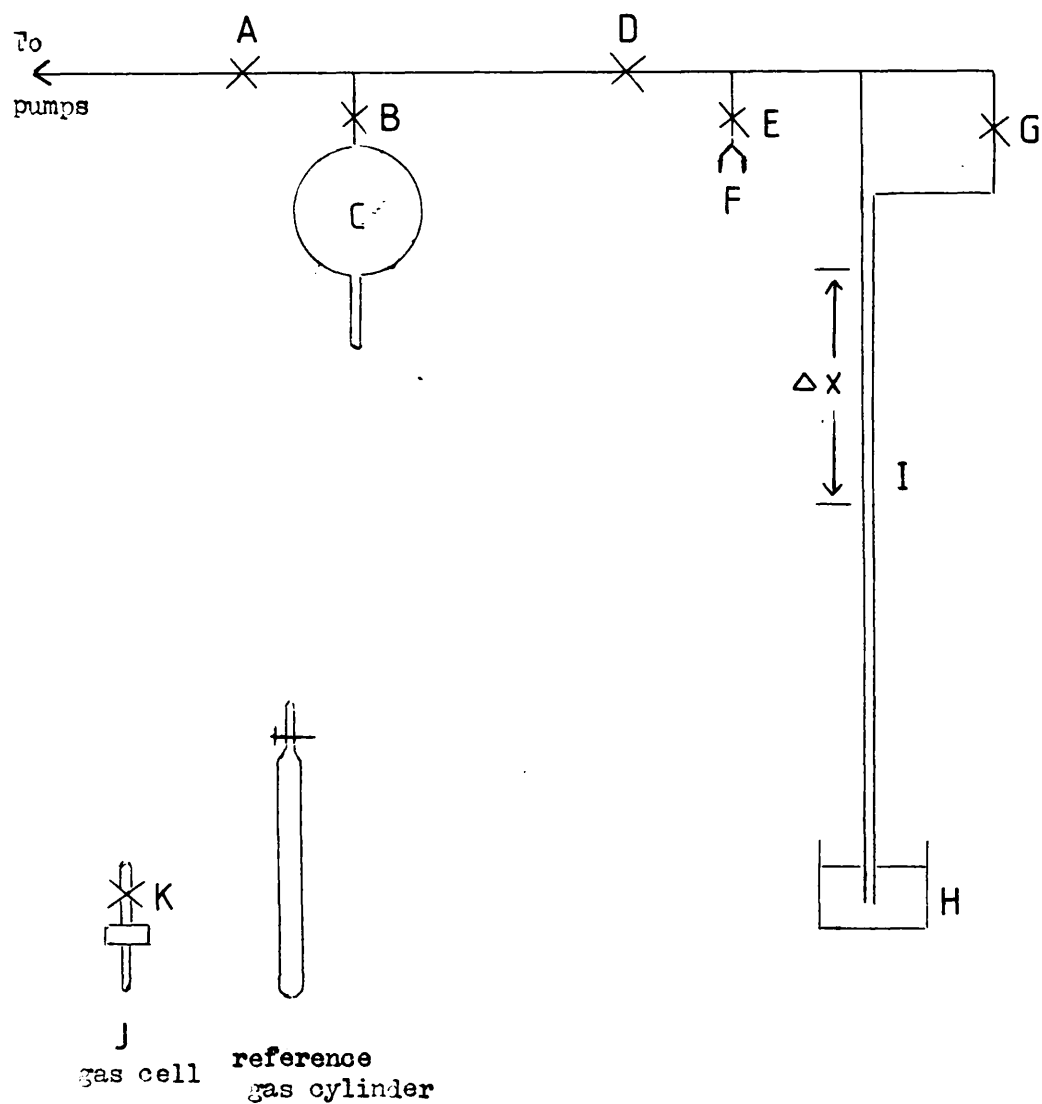 To
pumps
A
B
C
D
E
F
G
Δ X
I
H
K
J
gas cell
reference
gas cylinder